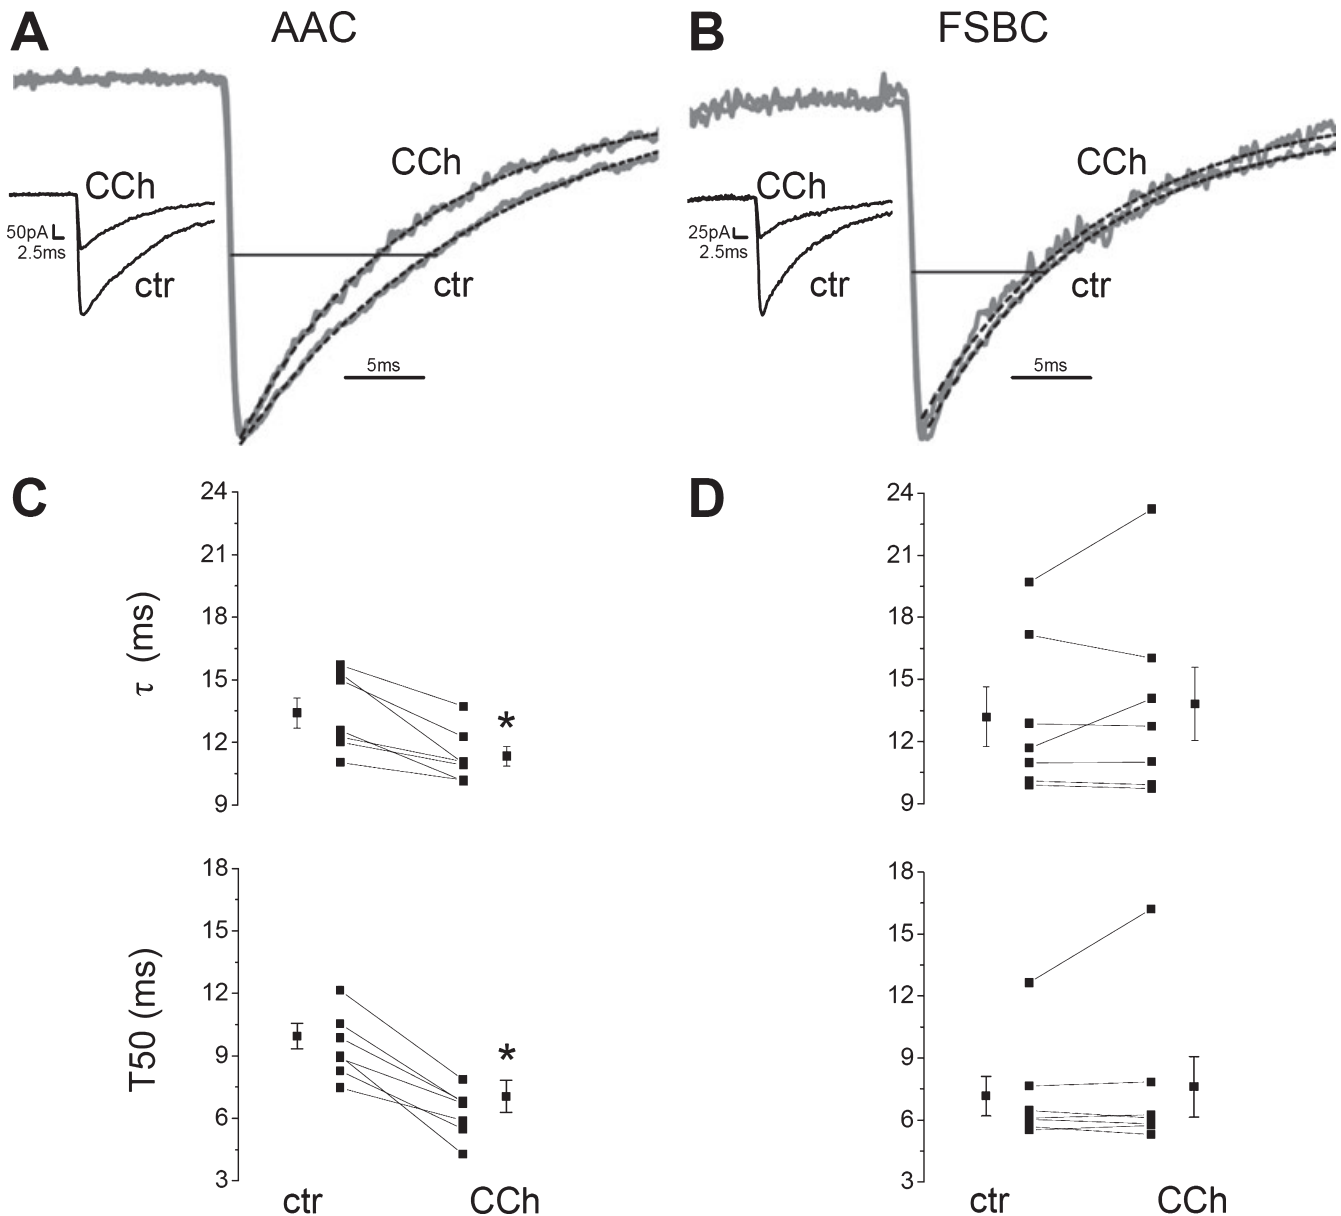 A
AAC
B
FSBC
CCh
CCh
50pA
2.5ms
ctr
ctr
5ms
CCh
CCh
25pA
2.5ms
ctr
ctr
5ms
C
24
21
18
15
12
9
τ (ms)
*
D
24
21
18
15
12
9
18
15
12
9
6
3
T50 (ms)
*
ctr
CCh
18
15
12
9
6
3
ctr
CCh